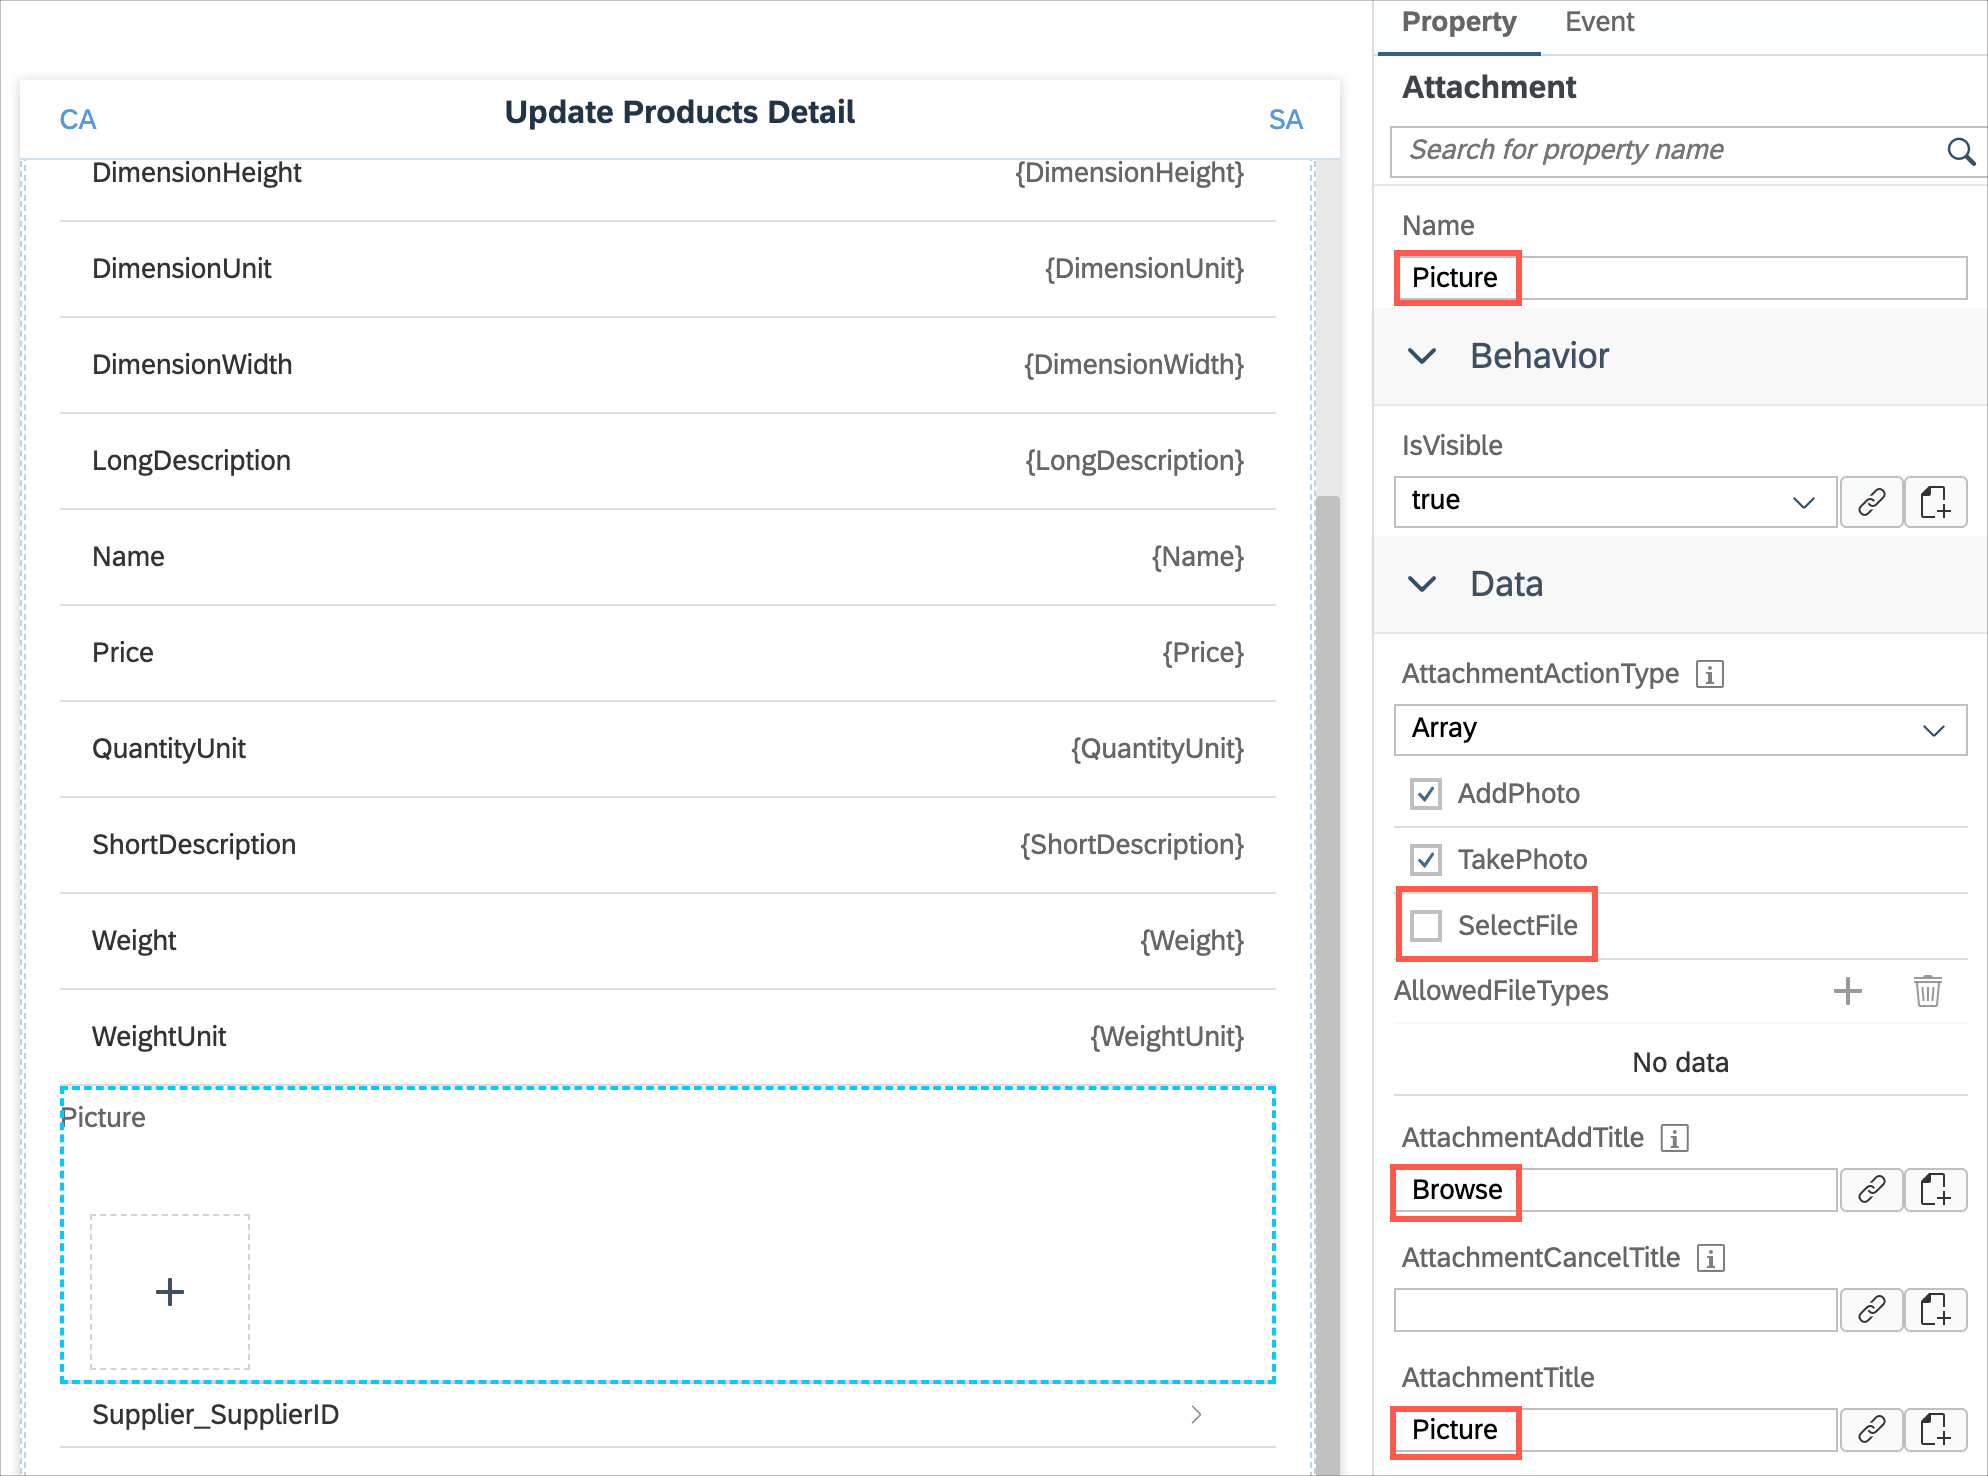 CA
Update Products Detail
SA
DimensionHeight {DimensionHeight}
DimensionUnit {DimensionUnit}
DimensionWidth {DimensionWidth}
LongDescription {LongDescription}
Name {Name}
Price {Price}
QuantityUnit {QuantityUnit}
ShortDescription {ShortDescription}
Weight {Weight}
WeightUnit {WeightUnit}
Picture
Supplier_SupplierID
Property Event
Attachment
Search for property name
Name
Picture
Behavior
IsVisible
true
Data
AttachmentActionType
Array
AddPhoto
TakePhoto
SelectFile
AllowedFileTypes
No data
AttachmentAddTitle
Browse
AttachmentCancelTitle
AttachmentTitle
Picture